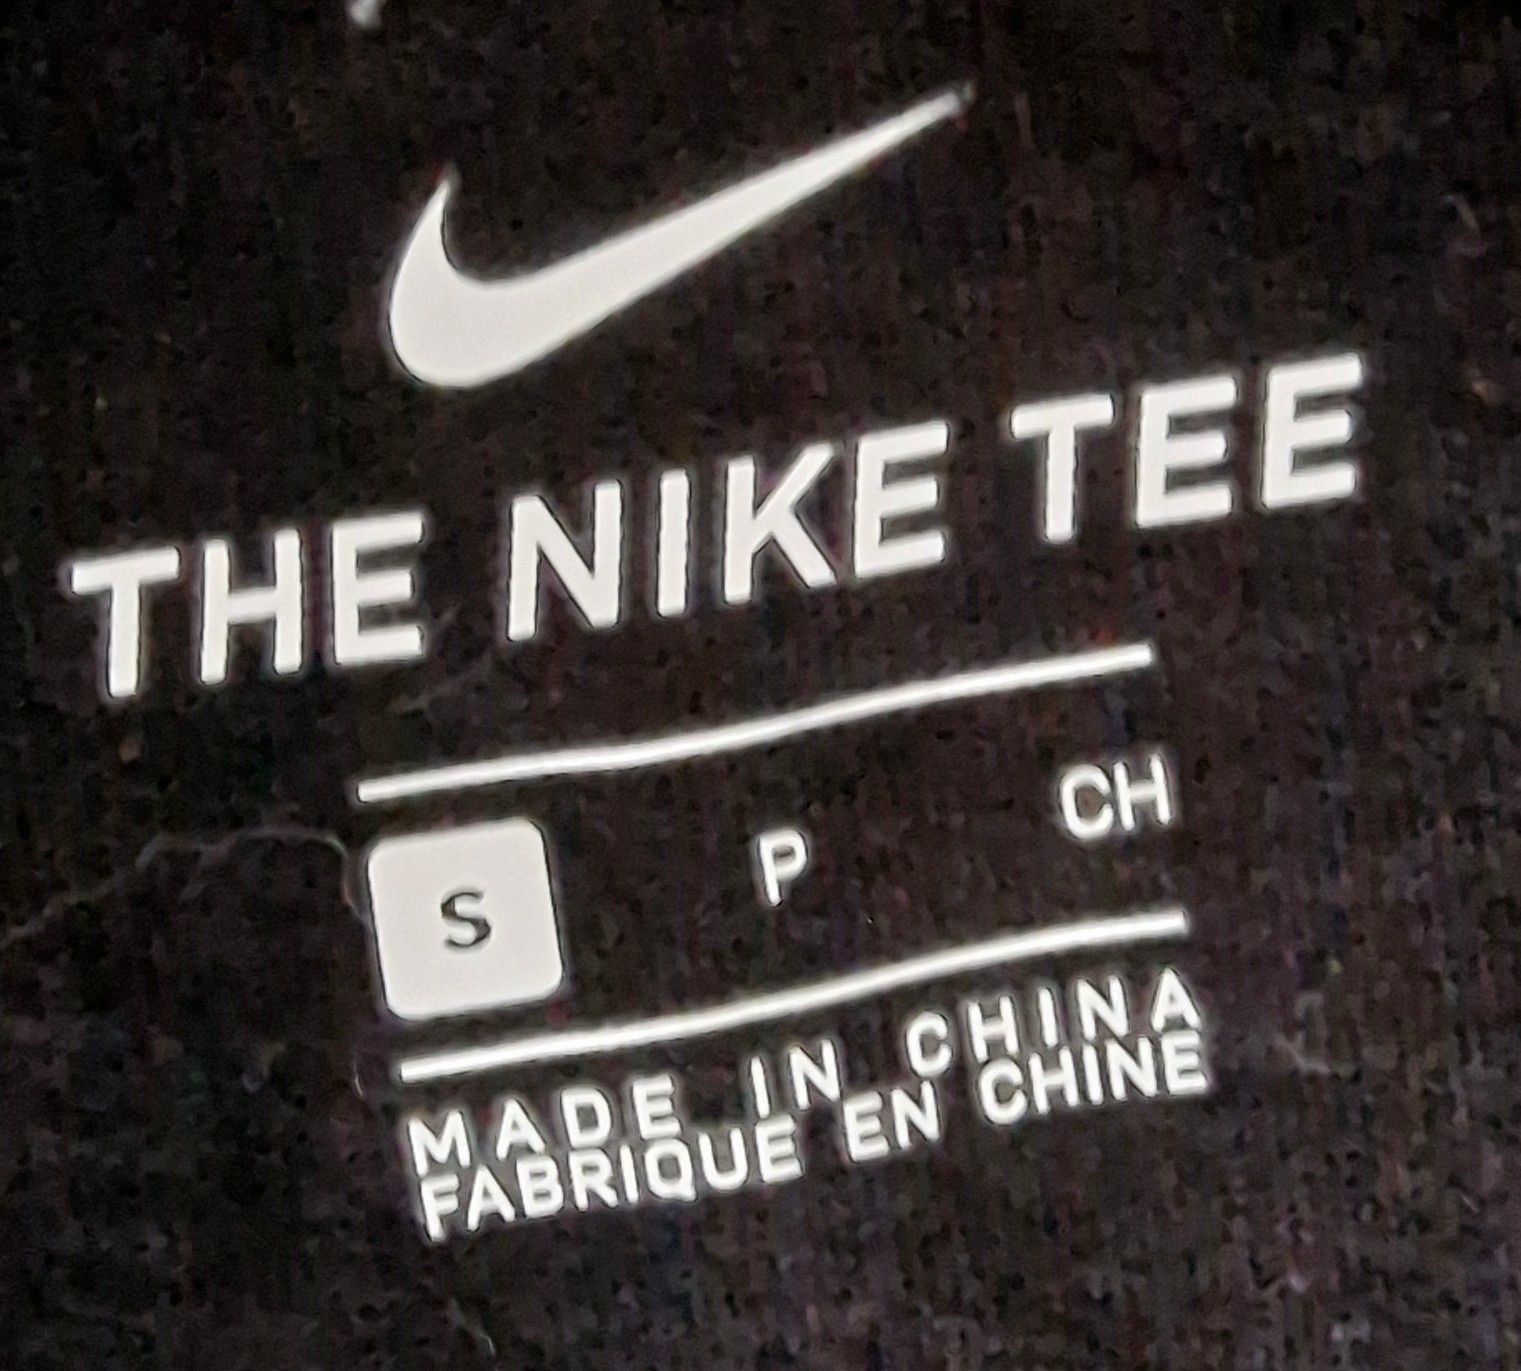 THE NIKE TEE
S P CH
MADE IN CHINA
FABRIQUE EN CHINE